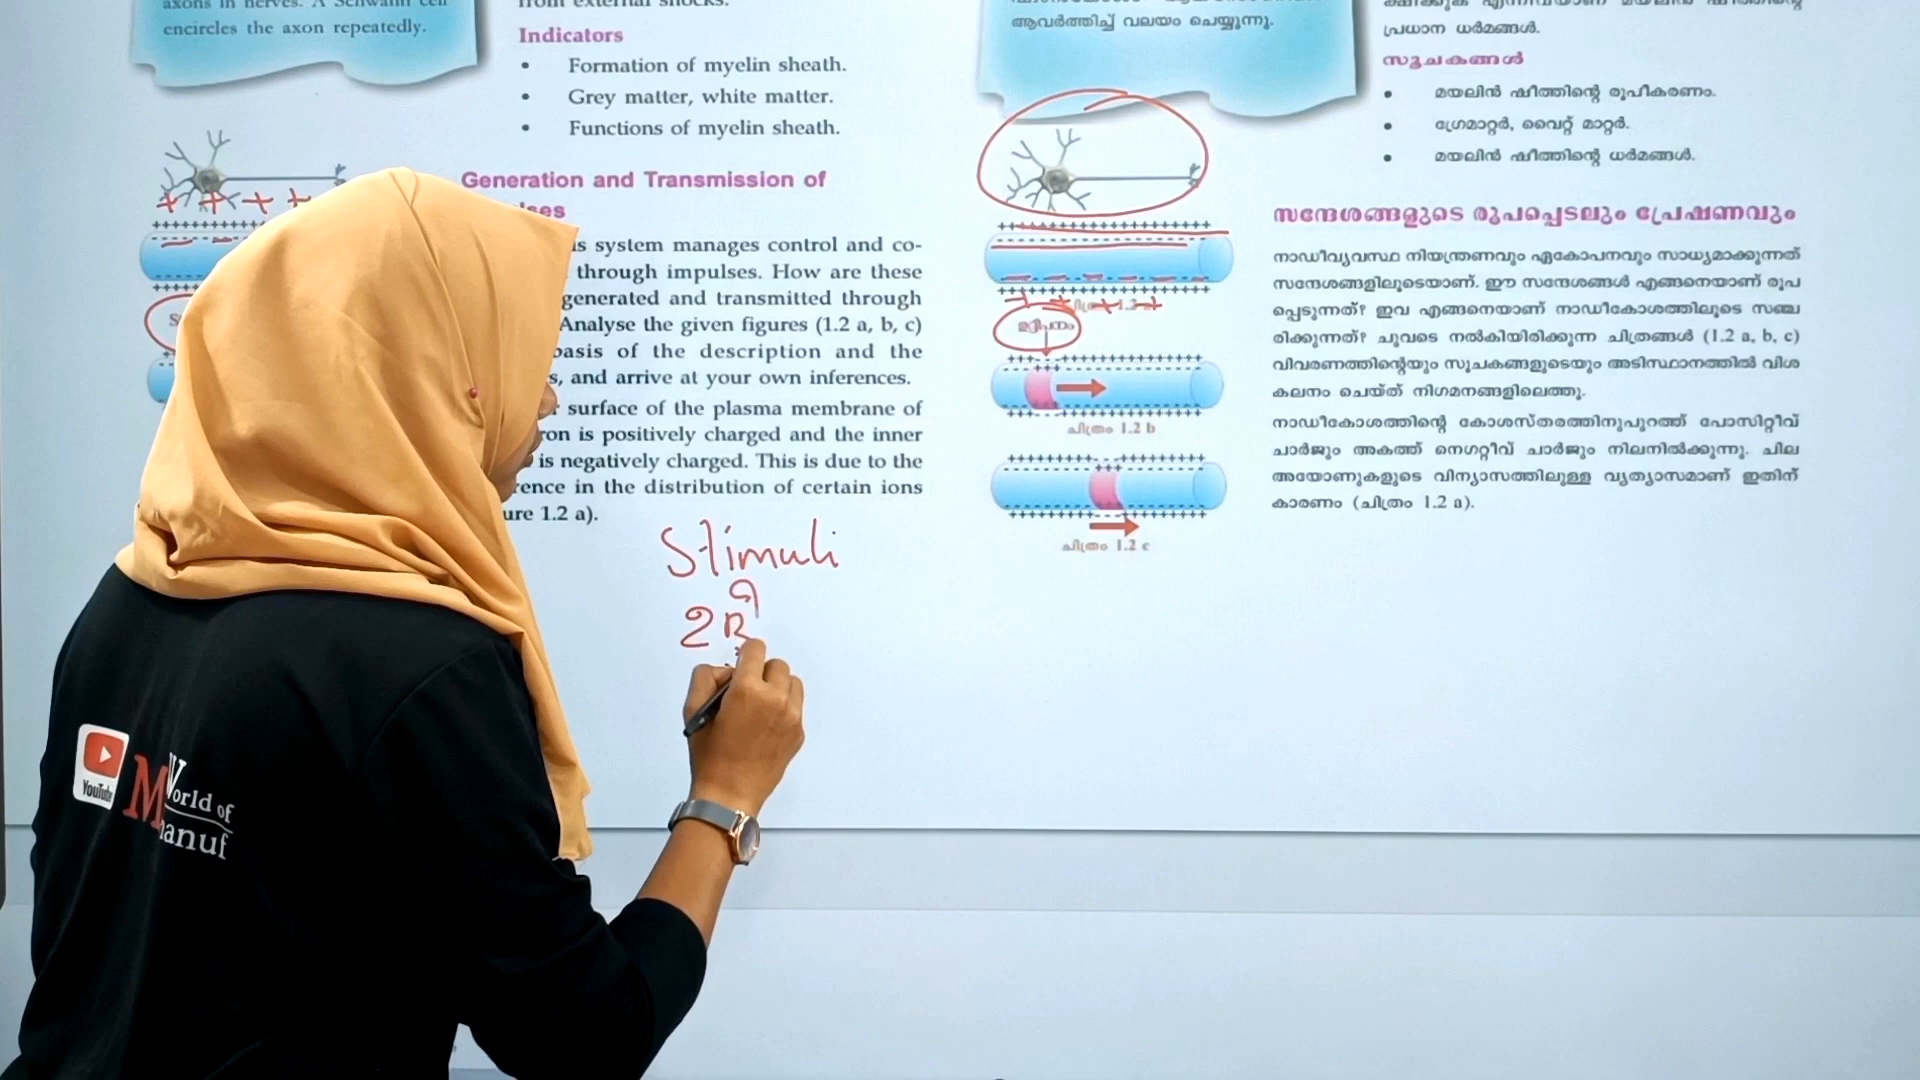 encircles the axon repeatedly.
from external shocks.
Indicators
• Formation of myelin sheath.
• Grey matter, white matter.
• Functions of myelin sheath.
Generation and Transmission of
system manages control and co-
through impulses. How are these
generated and transmitted through
Analyse the given figures (1.2 a, b, c)
basis of the description and the
and arrive at your own inferences.
surface of the plasma membrane of
is positively charged and the inner
is negatively charged. This is due to the
in the distribution of certain ions
1.2 a).
Stimuli
ആവർത്തിച്ച് വലയം ചെയ്യുന്നു.
പ്രധാന ധർമങ്ങൾ.
സൂചകങ്ങൾ
• മയലിൻ ഷീത്തിന്റെ രൂപീകരണം.
• ഗ്രേമാറ്റർ, വൈറ്റ് മാറ്റർ.
• മയലിൻ ഷീത്തിന്റെ ധർമങ്ങൾ.
സന്ദേശങ്ങളുടെ രൂപപ്പെടലും പ്രേഷണവും
നാഡീവ്യവസ്ഥ നിയന്ത്രണവും ഏകോപനവും സാധ്യമാക്കുന്നത്
സന്ദേശങ്ങളിലൂടെയാണ്. ഈ സന്ദേശങ്ങൾ എങ്ങനെയാണ് രൂപ
പ്പെടുന്നത്? ഇവ എങ്ങനെയാണ് നാഡീകോശത്തിലൂടെ സഞ്ച
രിക്കുന്നത്? ചുവടെ നൽകിയിരിക്കുന്ന ചിത്രങ്ങൾ (1.2 a, b, c)
വിവരണത്തിന്റെയും സൂചകങ്ങളുടെയും അടിസ്ഥാനത്തിൽ വിശ
കലനം ചെയ്ത് നിഗമനങ്ങളിലെത്തൂ.
നാഡീകോശത്തിന്റെ കോശസ്തരത്തിനുപുറത്ത് പോസിറ്റീവ്
ചാർജും അകത്ത് നെഗറ്റീവ് ചാർജും നിലനിൽക്കുന്നു. ചില
അയോണുകളുടെ വിന്യാസത്തിലുള്ള വ്യത്യാസമാണ് ഇതിന്
കാരണം (ചിത്രം 1.2 a).
ഉദ്ദീപനം
ചിത്രം 1.2 b
ചിത്രം 1.2 c
YouTube
World of
Mhanuf